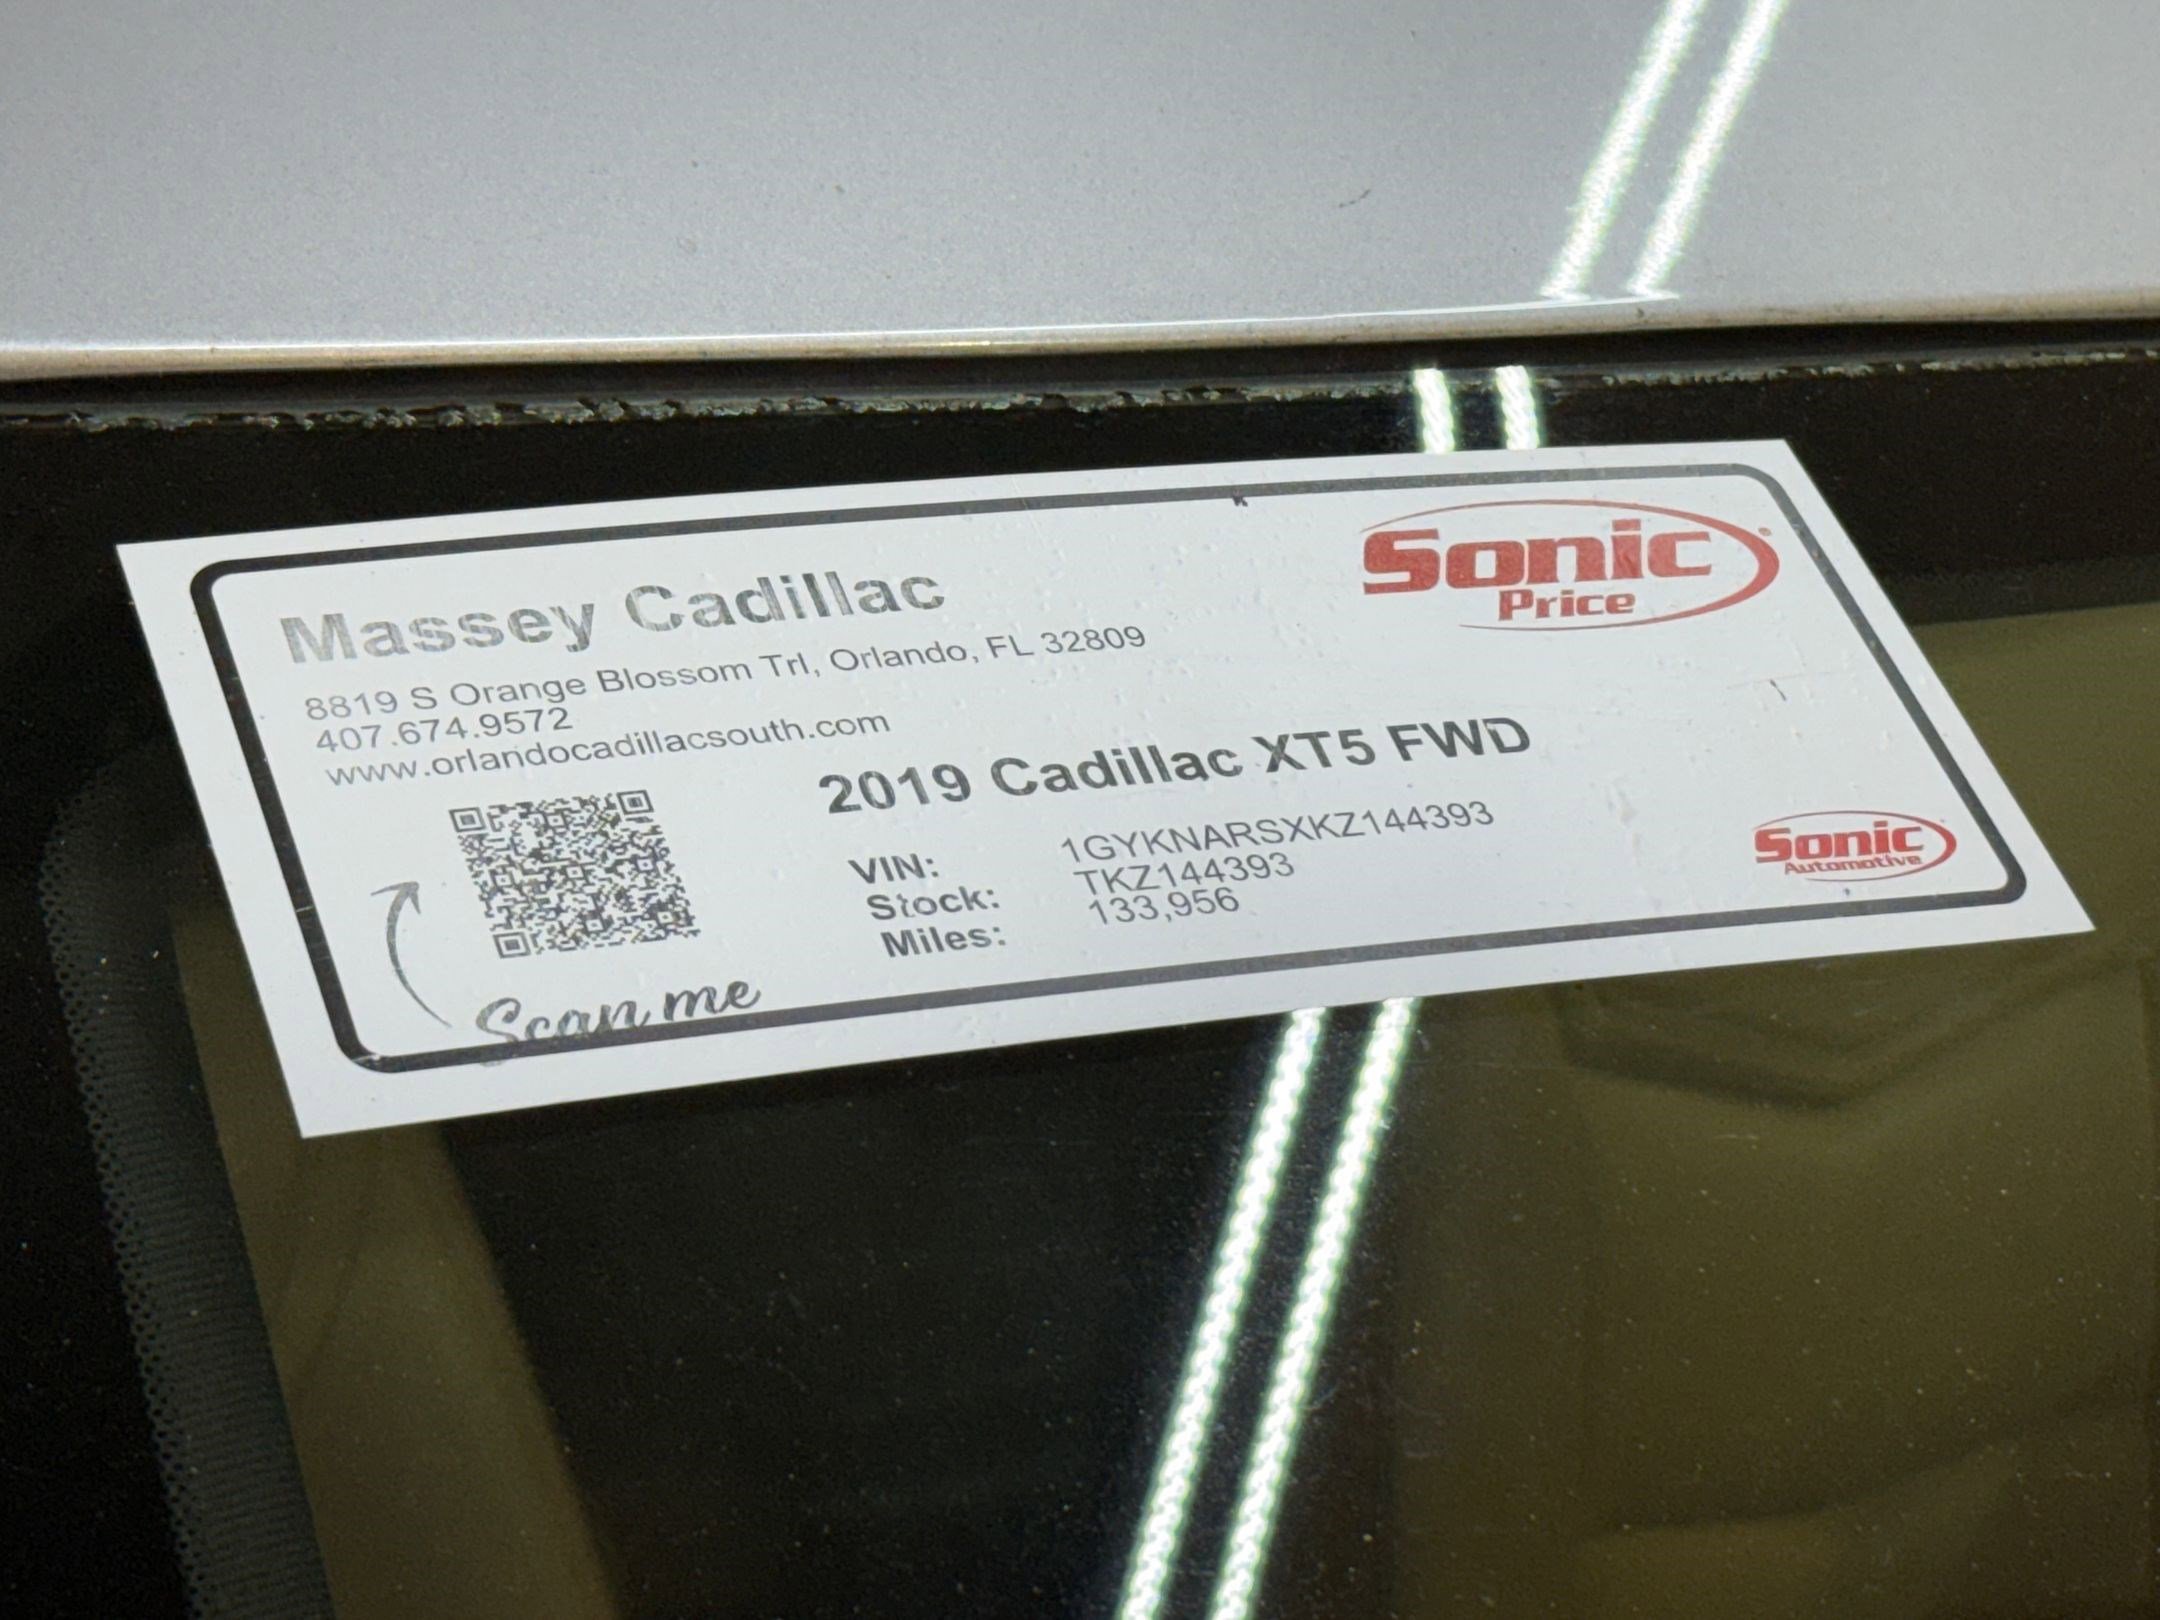 Massey Cadillac
8819 S Orange Blossom Trl, Orlando, FL 32809
407.674.9572
www.orlandocadillacsouth.com
Sonic
Price
2019 Cadillac XT5 FWD
VIN: 1GYKNARSXKZ144393
Stock: TKZ144393
Miles: 133,956
Scan me
Sonic
Automotive